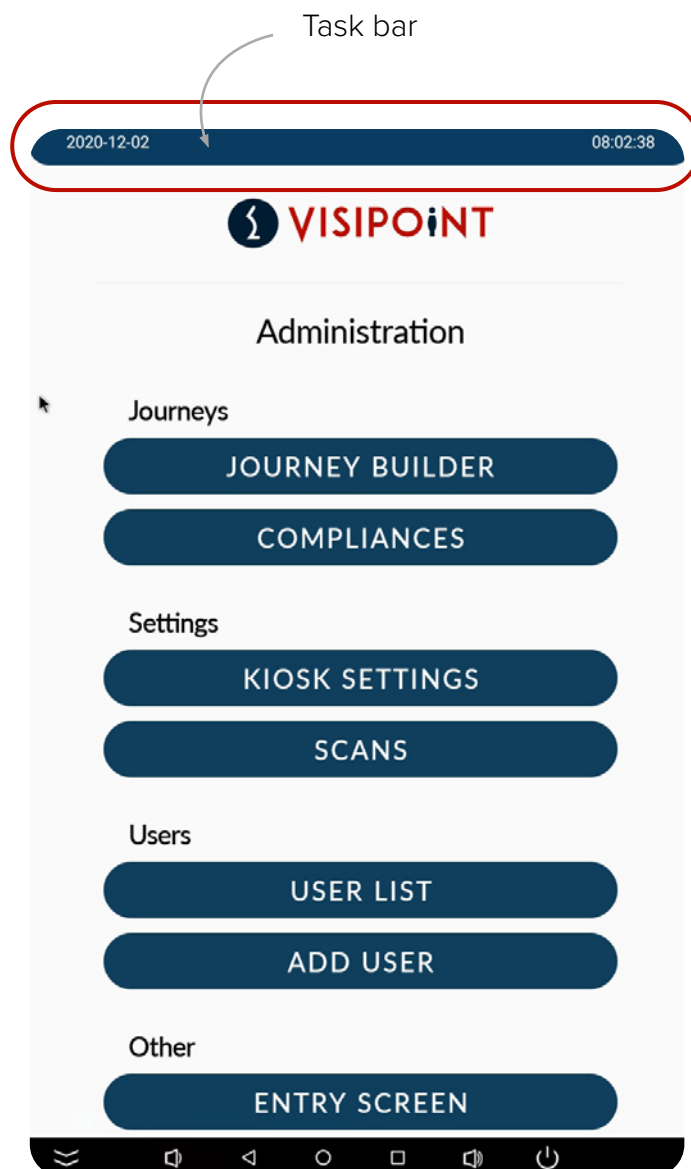 Task bar
2020-12-02 08:02:38
VISIPOiNT
Administration
Journeys
JOURNEY BUILDER
COMPLIANCES
Settings
KIOSK SETTINGS
SCANS
Users
USER LIST
ADD USER
Other
ENTRY SCREEN